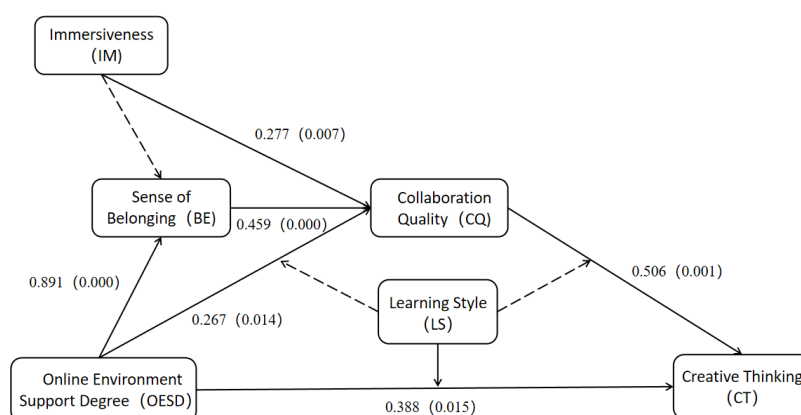 Immersiveness
（IM）
0.277（0.007）
Sense of
Belonging（BE）
0.459（0.000）
Collaboration
Quality（CQ）
0.891（0.000）
0.267（0.014）
Learning Style
（LS）
0.506（0.001）
Online Environment
Support Degree（OESD）
0.388（0.015）
Creative Thinking
（CT）